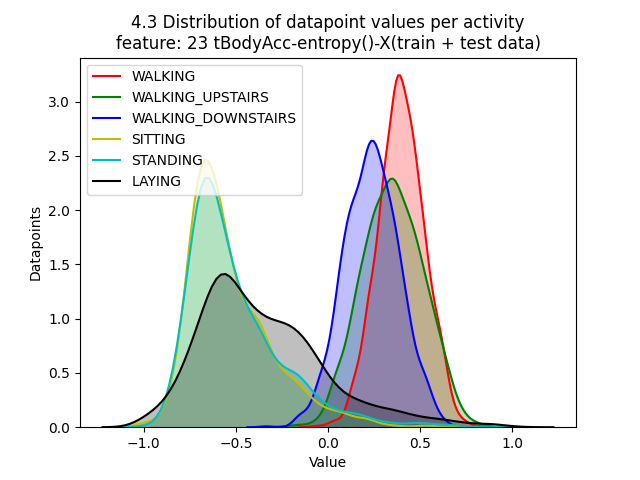 4.3 Distribution of datapoint values per activity
feature: 23 tBodyAcc-entropy()-X(train + test data)
WALKING
WALKING_UPSTAIRS
WALKING_DOWNSTAIRS
SITTING
STANDING
LAYING
Datapoints
3.0
2.5
2.0
1.5
1.0
0.5
0.0
−1.0 −0.5 0.0 0.5 1.0
Value